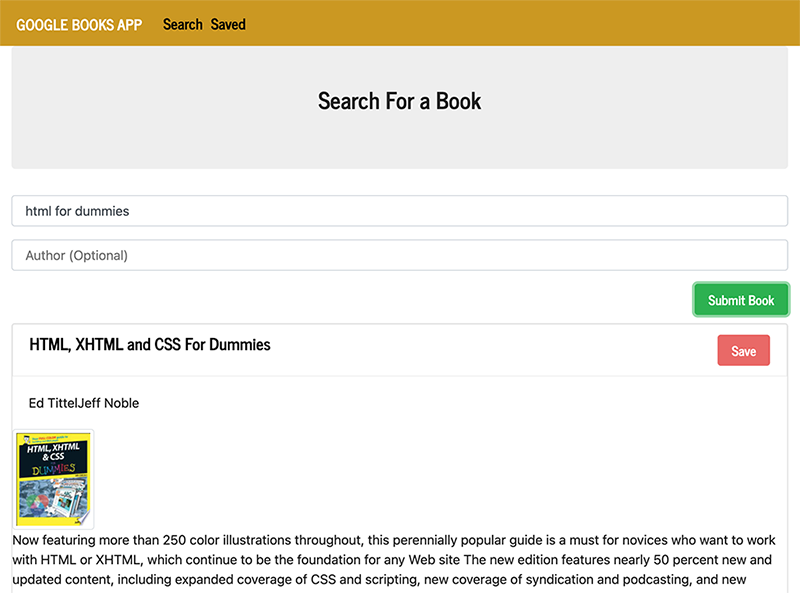 GOOGLE BOOKS APP Search Saved
Search For a Book
html for dummies
Author (Optional)
Submit Book
HTML, XHTML and CSS For Dummies
Save
Ed TittelJeff Noble
HTML, XHTML
& CSS
DUMMIES
Now featuring more than 250 color illustrations throughout, this perennially popular guide is a must for novices who want to work
with HTML or XHTML, which continue to be the foundation for any Web site The new edition features nearly 50 percent new and
updated content, including expanded coverage of CSS and scripting, new coverage of syndication and podcasting, and new